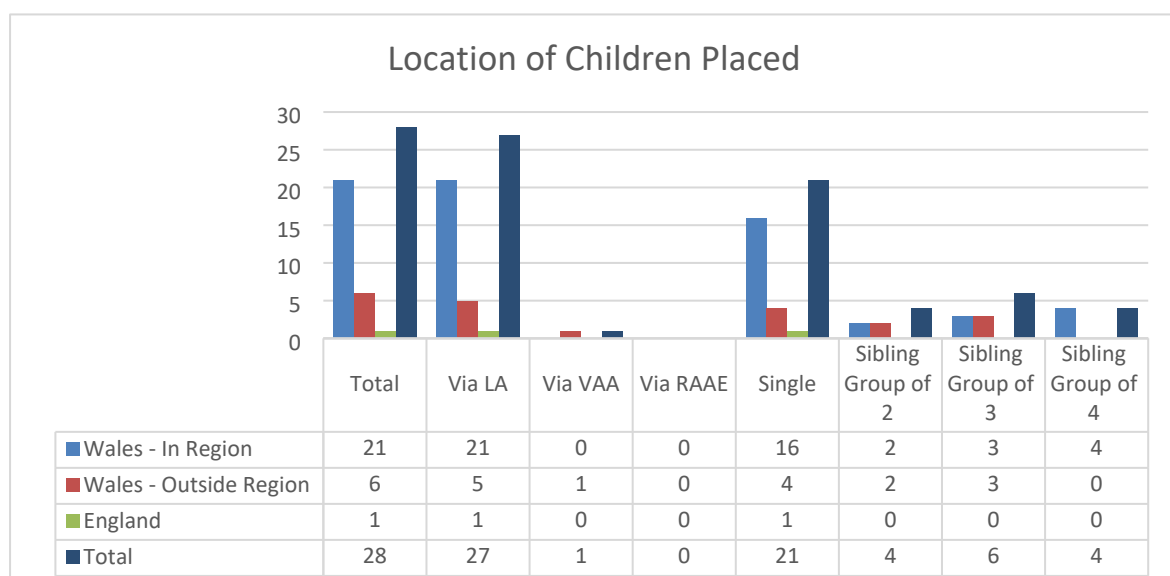 Location of Children Placed
30
25
20
15
10
5
0
Total Via LA Via VAA Via RAAE Single Sibling Group of 2 Sibling Group of 3 Sibling Group of 4
Wales - In Region 21 21 0 0 16 2 3 4
Wales - Outside Region 6 5 1 0 4 2 3 0
England 1 1 0 0 1 0 0 0
Total 28 27 1 0 21 4 6 4